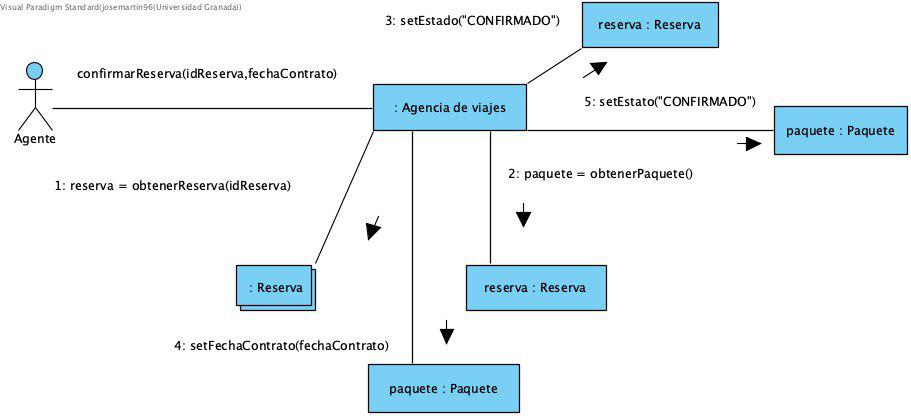 Visual Paradigm Standard(josemartin96(Universidad Granada))
3: setEstado("CONFIRMADO")
reserva : Reserva
confirmarReserva(idReserva,fechaContrato)
: Agencia de viajes
5: setEstato("CONFIRMADO")
paquete : Paquete
Agente
1: reserva = obtenerReserva(idReserva)
2: paquete = obtenerPaquete()
: Reserva
reserva : Reserva
4: setFechaContrato(fechaContrato)
paquete : Paquete